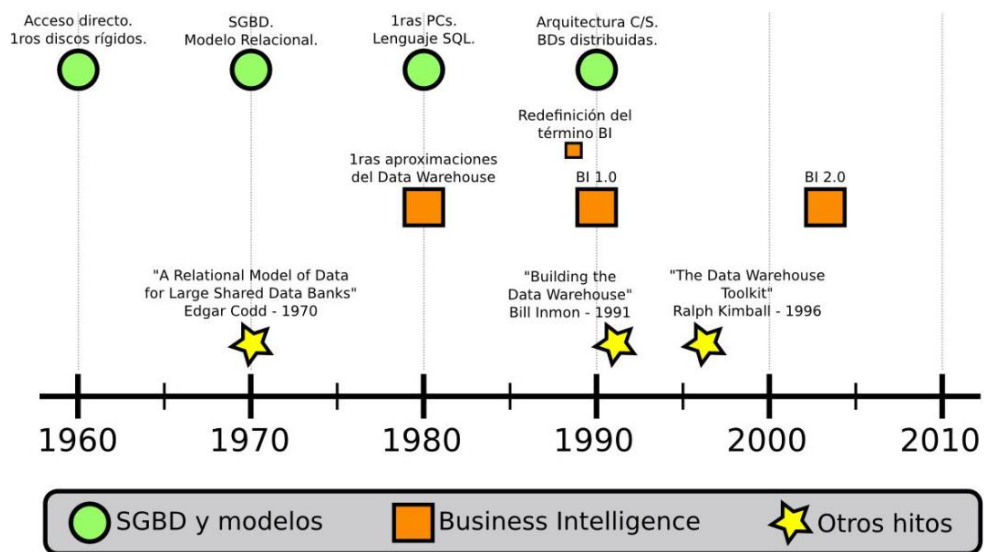 Acceso directo.
1ros discos rígidos.
SGBD.
Modelo Relacional.
1ras PCs.
Lenguaje SQL.
Arquitectura C/S.
BDs distribuidas.
Redefinición del
término BI
1ras aproximaciones
del Data Warehouse
BI 1.0
BI 2.0
"A Relational Model of Data
for Large Shared Data Banks"
Edgar Codd - 1970
"Building the
Data Warehouse"
Bill Inmon - 1991
"The Data Warehouse
Toolkit"
Ralph Kimball - 1996
1960
1970
1980
1990
2000
2010
SGBD y modelos
Business Intelligence
Otros hitos